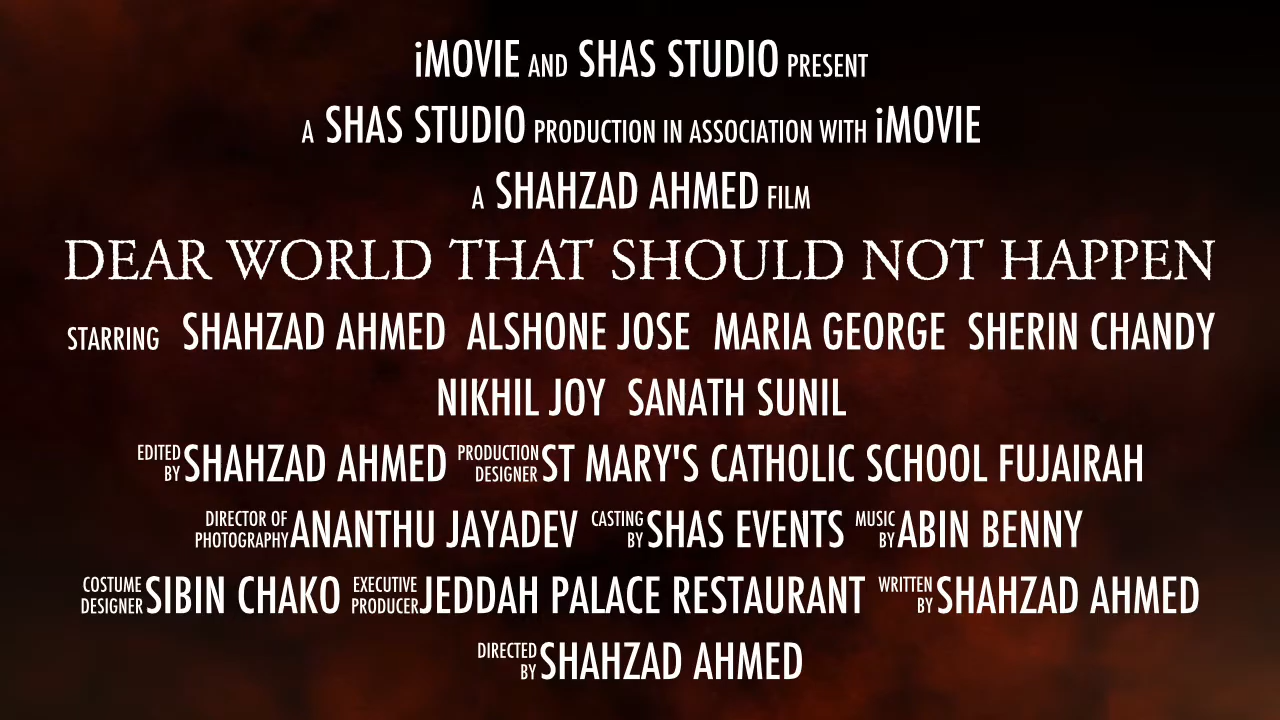 iMOVIE AND SHAS STUDIO PRESENT
A SHAS STUDIO PRODUCTION IN ASSOCIATION WITH iMOVIE
A SHAHZAD AHMED FILM
DEAR WORLD THAT SHOULD NOT HAPPEN
STARRING SHAHZAD AHMED ALSHONE JOSE MARIA GEORGE SHERIN CHANDY
NIKHIL JOY SANATH SUNIL
EDITED BY SHAHZAD AHMED PRODUCTION DESIGNER ST MARY'S CATHOLIC SCHOOL FUJAIRAH
DIRECTOR OF PHOTOGRAPHY ANANTHU JAYADEV CASTING BY SHAS EVENTS MUSIC BY ABIN BENNY
COSTUME DESIGNER SIBIN CHAKO EXECUTIVE PRODUCER JEDDAH PALACE RESTAURANT WRITTEN BY SHAHZAD AHMED
DIRECTED BY SHAHZAD AHMED